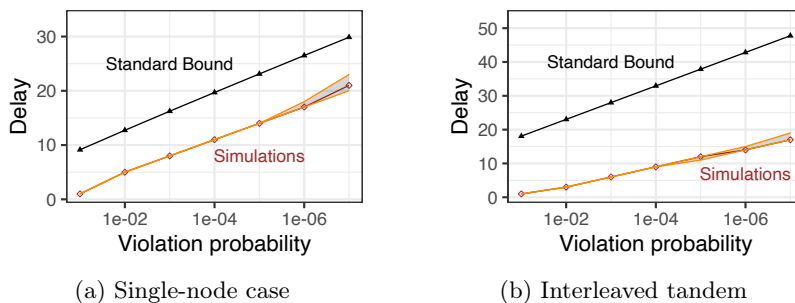 30
20
10
0
Delay
Standard Bound
Simulations
1e-02 1e-04 1e-06
Violation probability
(a) Single-node case
50
40
30
20
10
0
Delay
Standard Bound
Simulations
1e-02 1e-04 1e-06
Violation probability
(b) Interleaved tandem